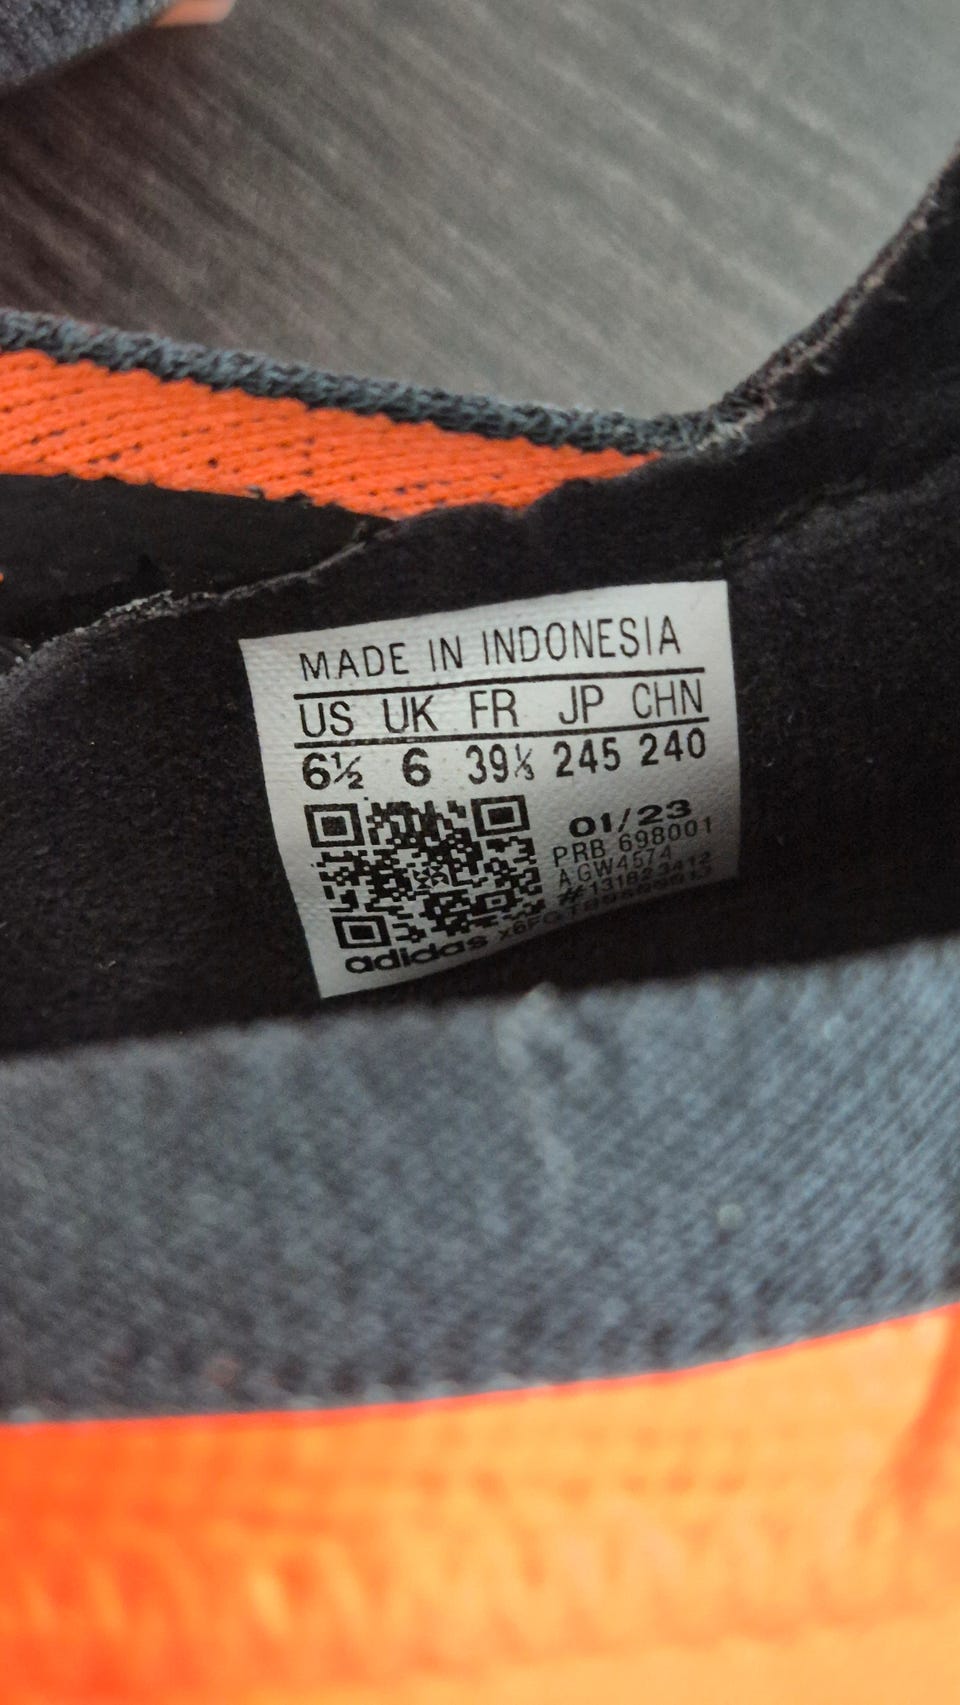 MADE IN INDONESIA
US UK FR JP CHN
6½ 6 39⅓ 245 240
01/23
PRB 698001
A GW4574
adidas